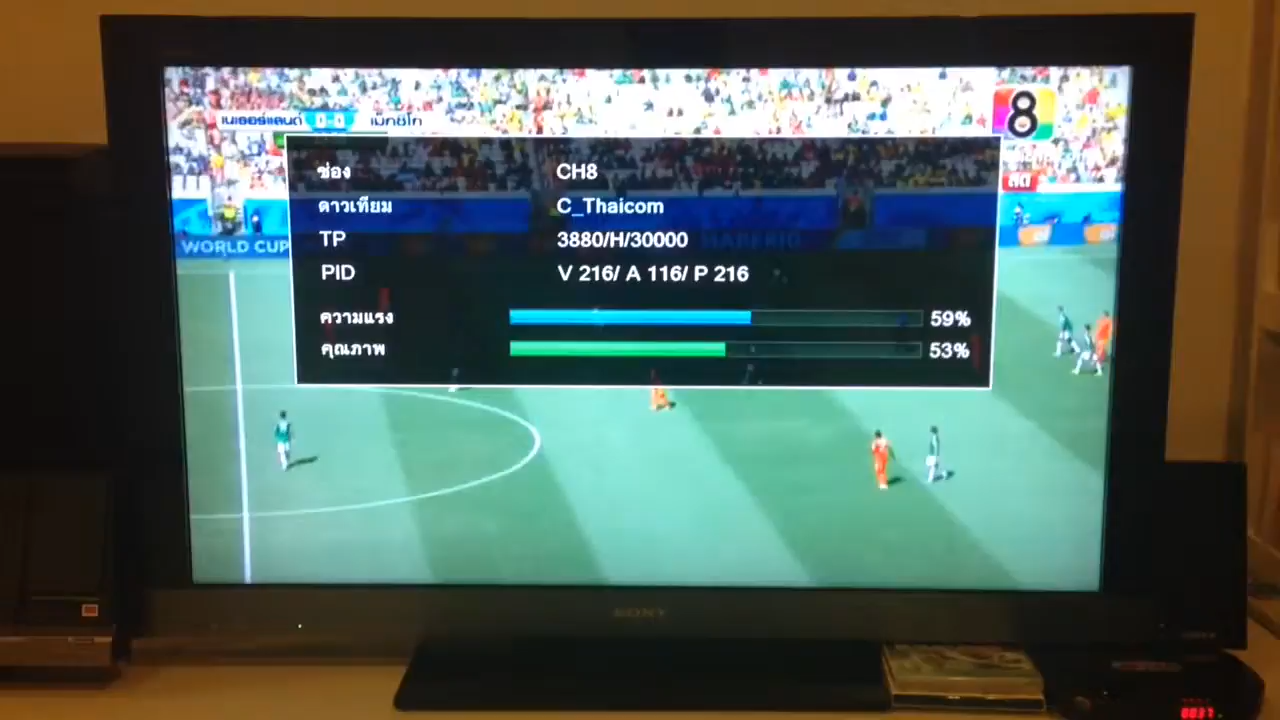 เนเธอร์แลนด์ เม็กซิโก
8
สด
ช่อง CH8
ดาวเทียม C_Thaicom
TP 3880/H/30000
PID V 216/ A 116/ P 216
WORLD CUP
ความแรง 59%
คุณภาพ 53%
SONY